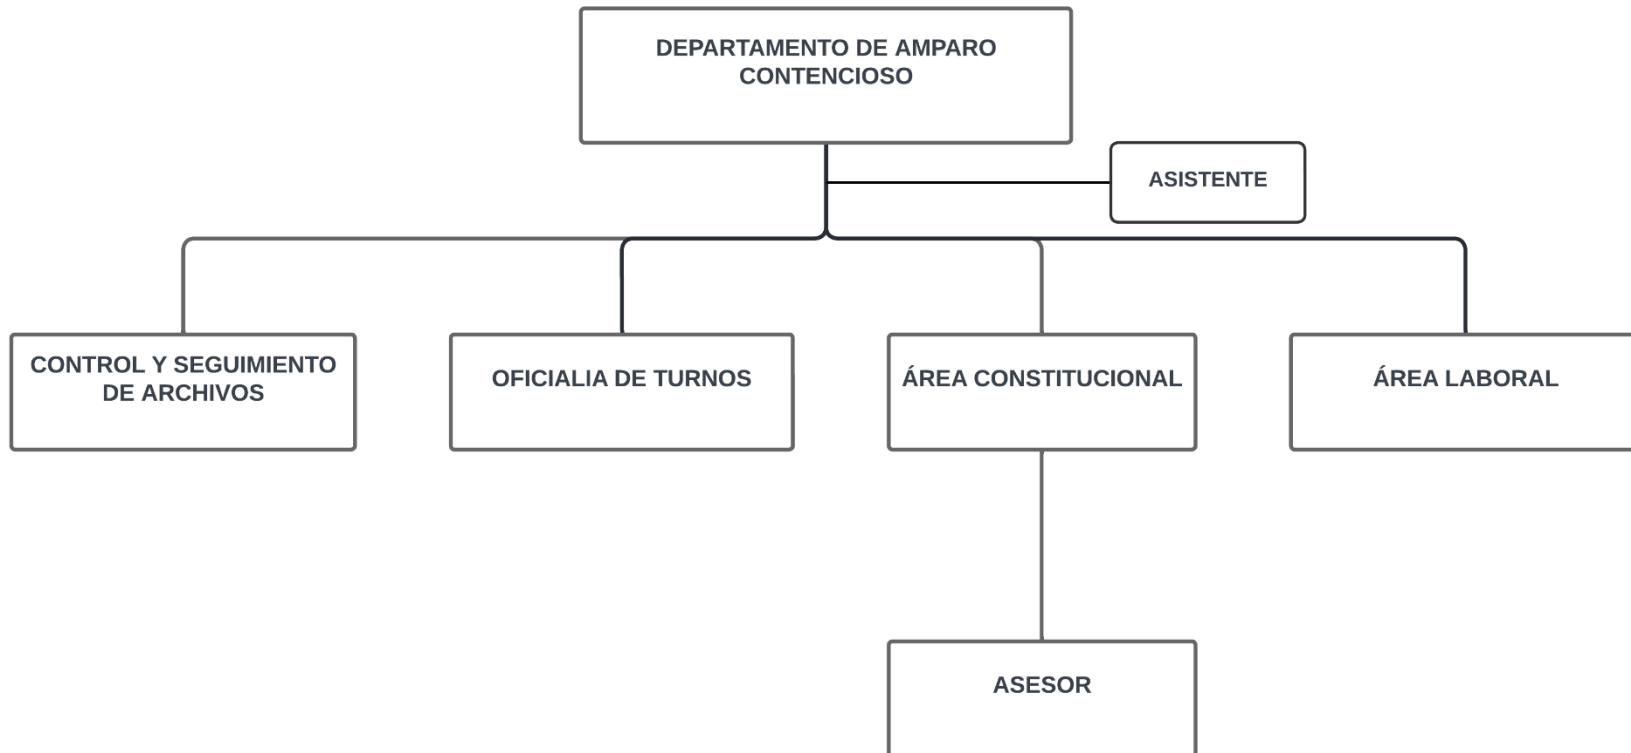 DEPARTAMENTO DE AMPARO
CONTENCIOSO
ASISTENTE
CONTROL Y SEGUIMIENTO
DE ARCHIVOS
OFICIALIA DE TURNOS
ÁREA CONSTITUCIONAL
ÁREA LABORAL
ASESOR